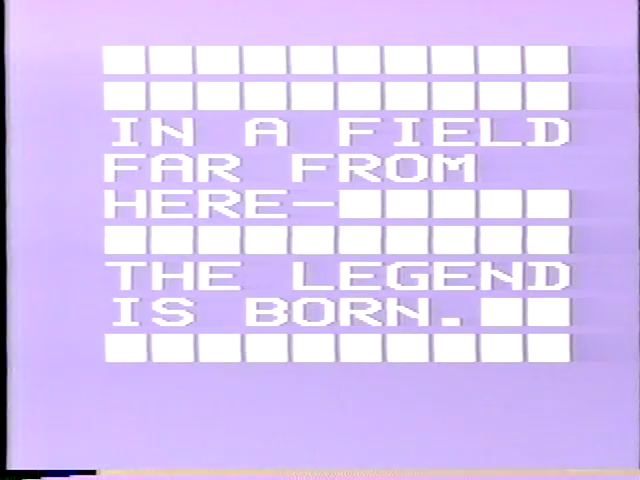 IN A FIELD
FAR FROM
HERE-
THE LEGEND
IS BORN.